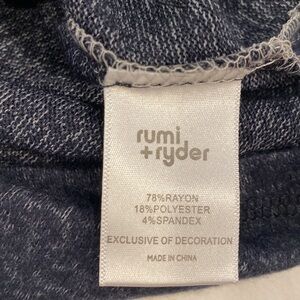 rumi
+ryder
78%RAYON
18%POLYESTER
4%SPANDEX
EXCLUSIVE OF DECORATION
MADE IN CHINA